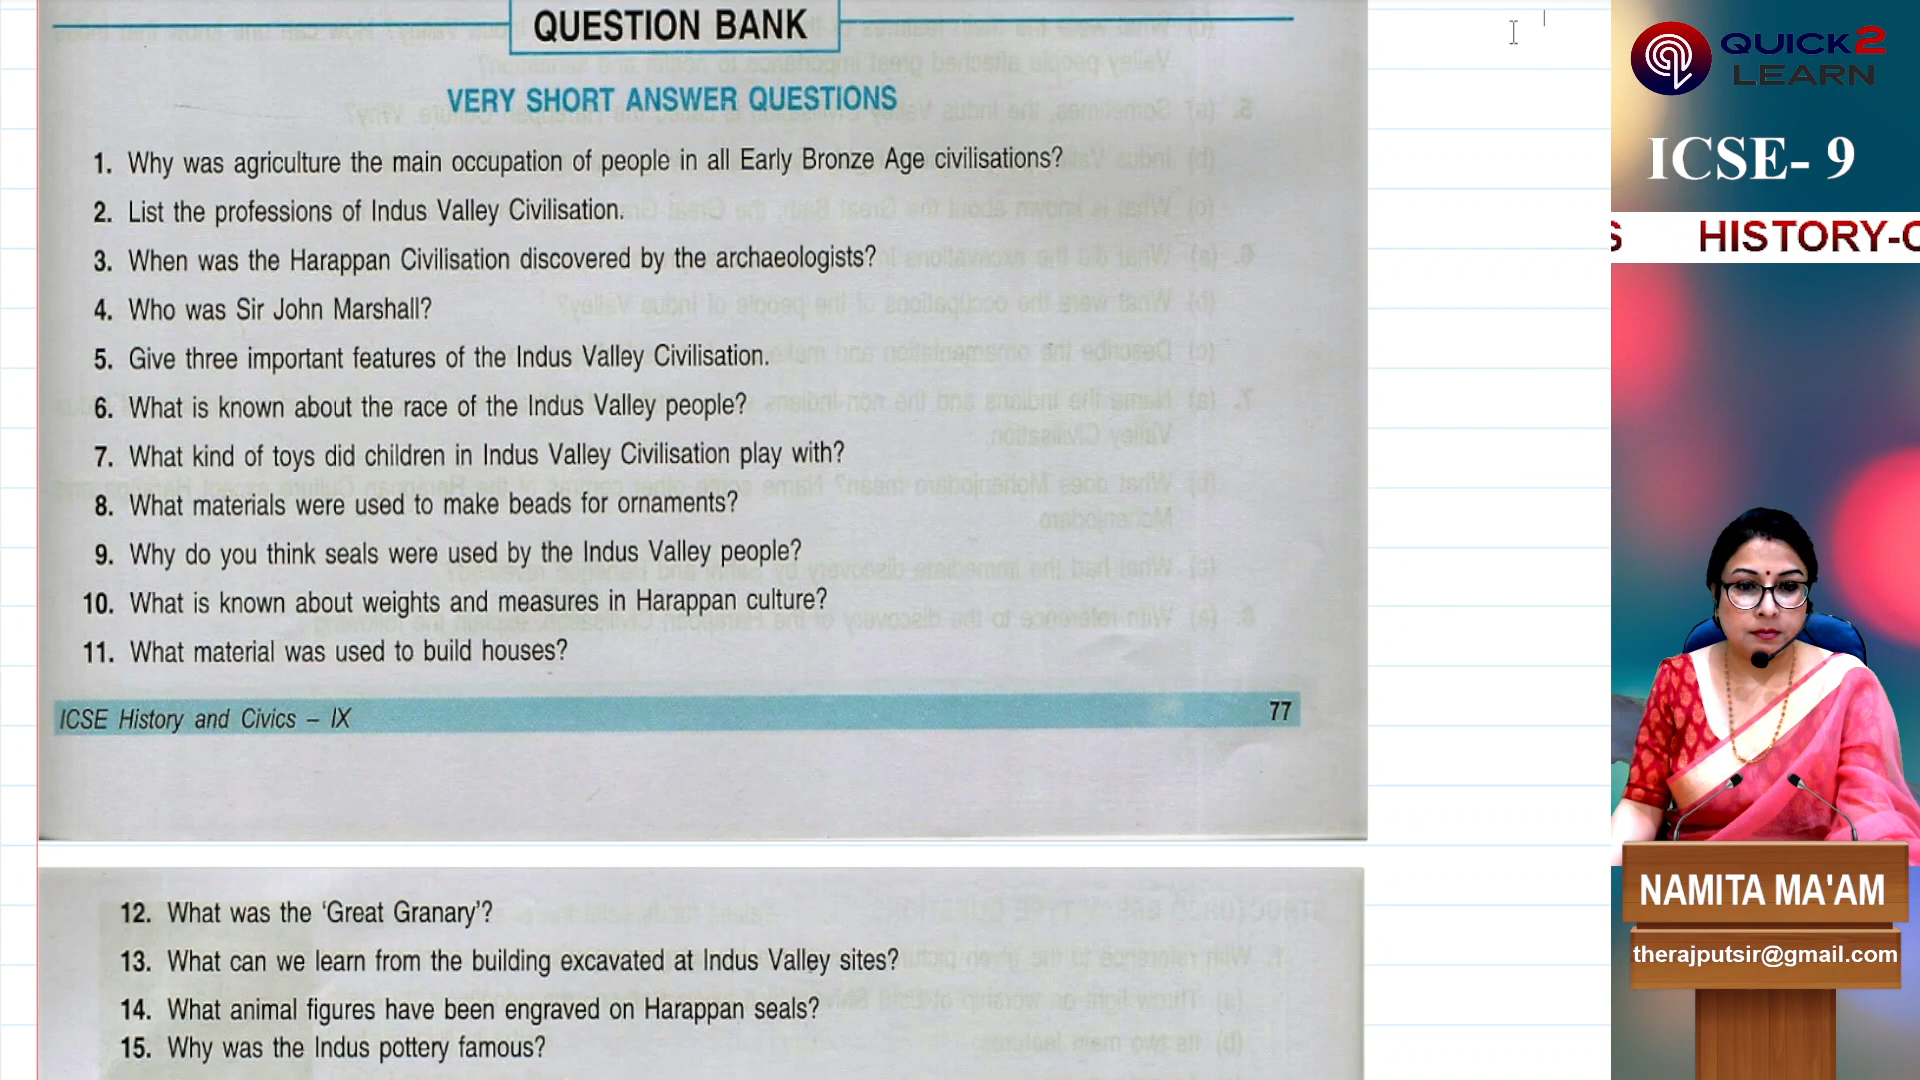 QUESTION BANK
VERY SHORT ANSWER QUESTIONS
1. Why was agriculture the main occupation of people in all Early Bronze Age civilisations?
2. List the professions of Indus Valley Civilisation.
3. When was the Harappan Civilisation discovered by the archaeologists?
4. Who was Sir John Marshall?
5. Give three important features of the Indus Valley Civilisation.
6. What is known about the race of the Indus Valley people?
7. What kind of toys did children in Indus Valley Civilisation play with?
8. What materials were used to make beads for ornaments?
9. Why do you think seals were used by the Indus Valley people?
10. What is known about weights and measures in Harappan culture?
11. What material was used to build houses?
ICSE History and Civics – IX 77
12. What was the ‘Great Granary’?
13. What can we learn from the building excavated at Indus Valley sites?
14. What animal figures have been engraved on Harappan seals?
15. Why was the Indus pottery famous?
QUICK2
LEARN
ICSE- 9
S HISTORY-C
NAMITA MA'AM
therajputsir@gmail.com